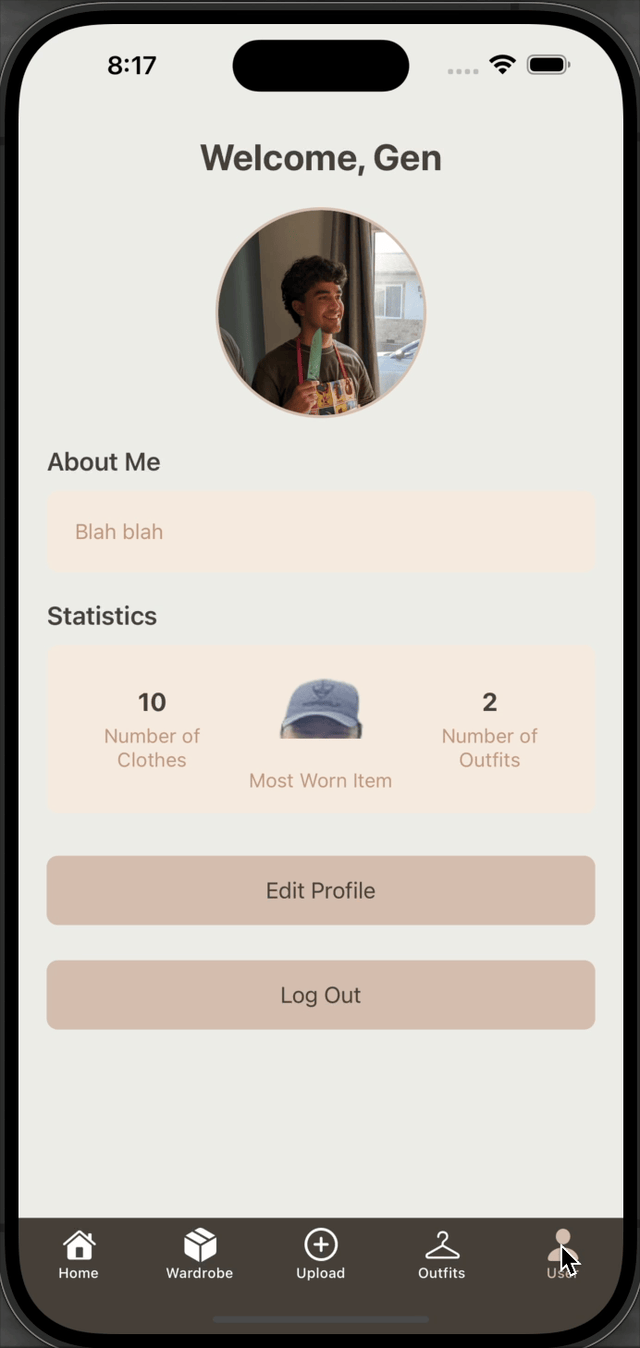 8:17
Welcome, Gen
About Me
Blah blah
Statistics
10
Number of
Clothes
Most Worn Item
2
Number of
Outfits
Edit Profile
Log Out
Home
Wardrobe
Upload
Outfits
User